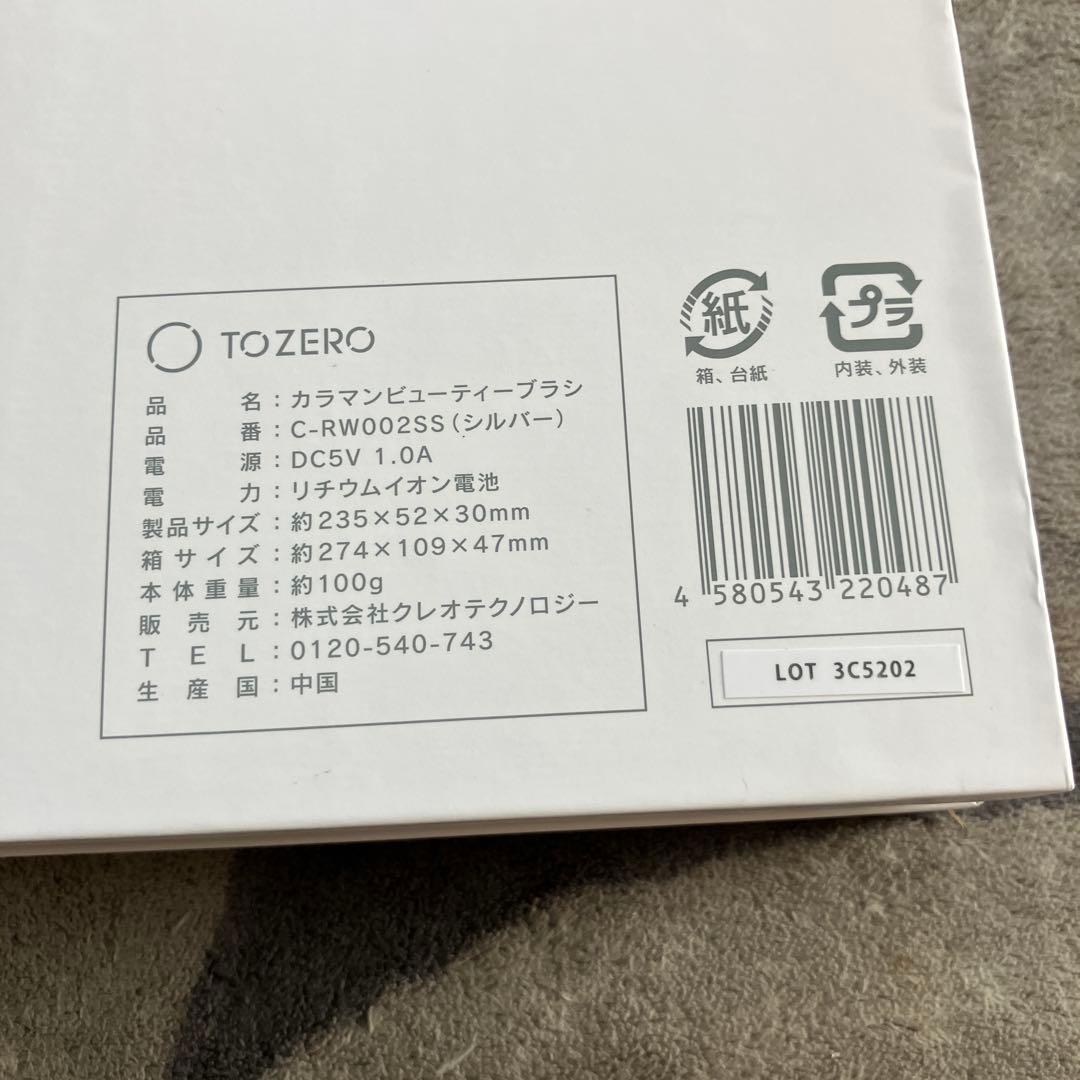 TOZERO
品名：カラマンビューティーブラシ
品番：C-RW002SS（シルバー）
電源：DC5V 1.0A
電力：リチウムイオン電池
製品サイズ：約235×52×30mm
箱サイズ：約274×109×47mm
本体重量：約100g
販売元：株式会社クレオテクノロジー
TEL：0120-540-743
生産国：中国
紙
箱、台紙
プラ
内装、外装
4 580543 220487
LOT 3C5202